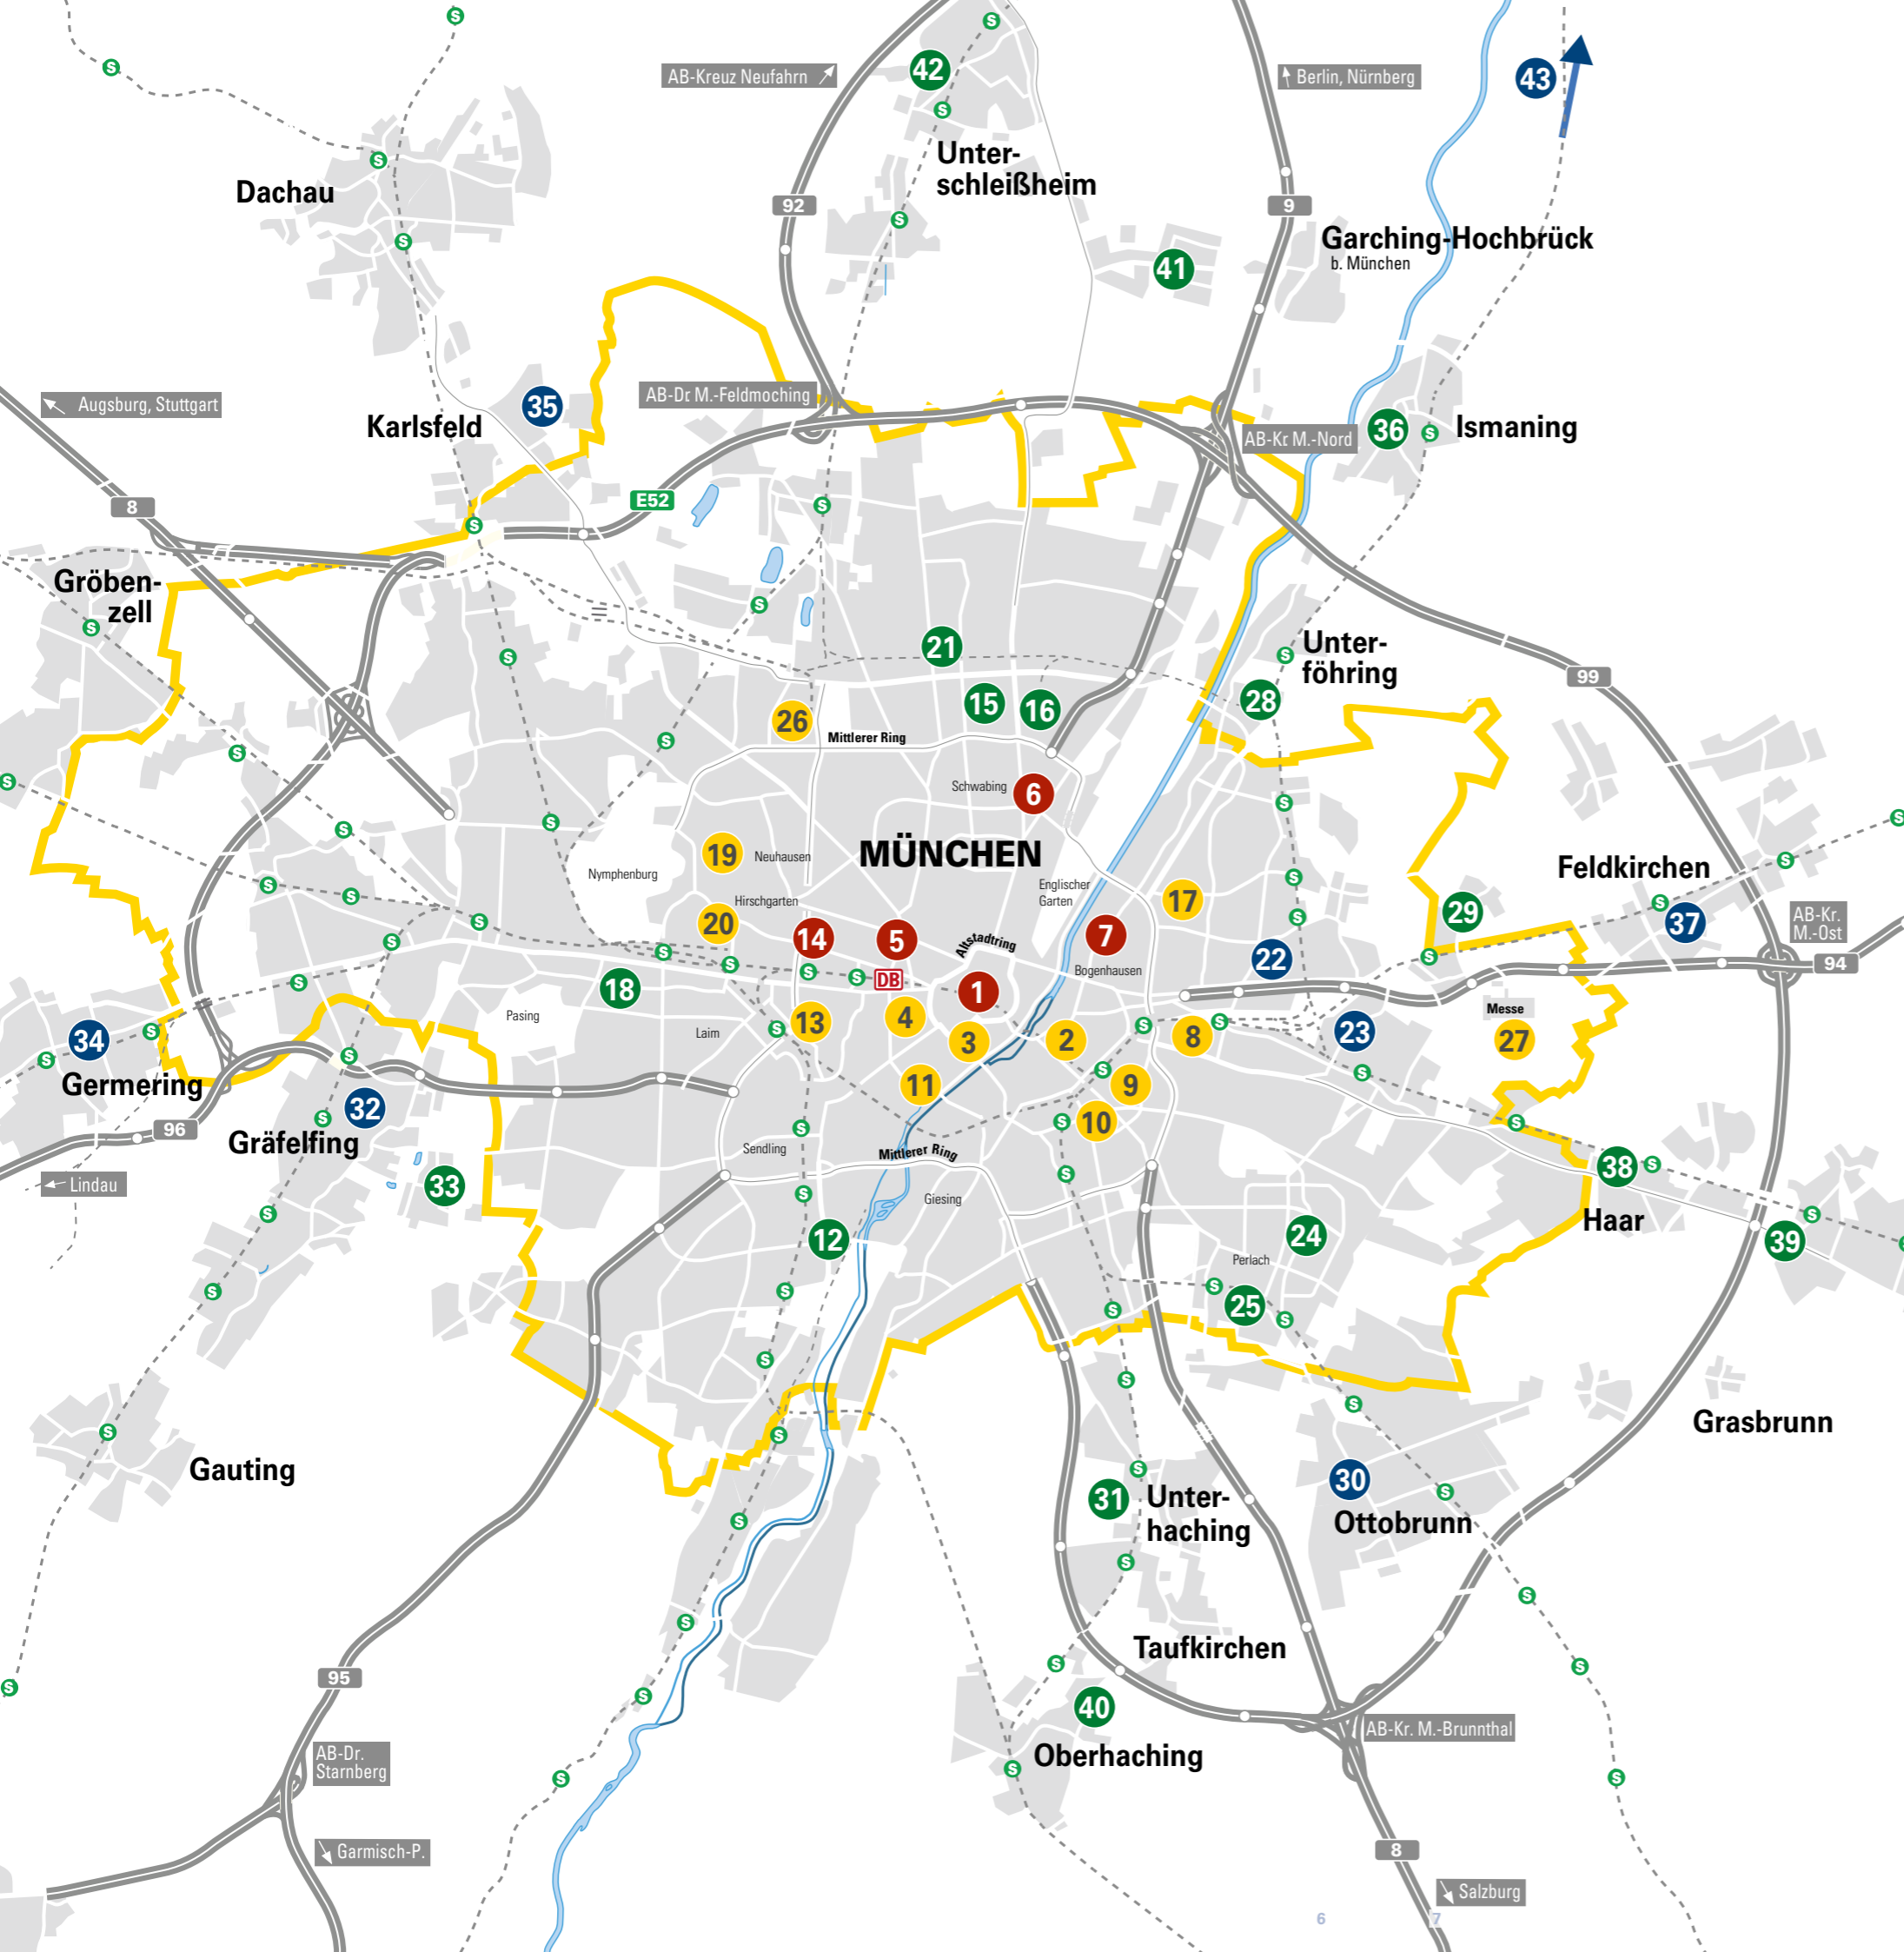 42
AB-Kreuz Neufahrn
Berlin, Nürnberg
43
Unter-
schleißheim
Dachau
92
9
Garching-Hochbrück
b. München
41
AB-Dr. M.-Feldmoching
Augsburg, Stuttgart
35
Karlsfeld
AB-Kr. M.-Nord
36
Ismaning
E52
8
Gröben-
zell
21
Unter-
föhring
99
28
15
16
26
Mittlerer Ring
Schwabing
6
MÜNCHEN
19
Neuhausen
Nymphenburg
Feldkirchen
Englischer
Garten
17
Hirschgarten
20
29
37
AB-Kr.
M.-Ost
14
5
Altstadtring
7
22
94
Bogenhausen
DB
18
1
Messe
Pasing
Laim
13
4
3
2
8
23
27
34
Germering
11
9
32
96
Gräfelfing
10
Sendling
Mittlerer Ring
38
Lindau
33
Giesing
Haar
12
24
39
Perlach
25
Grasbrunn
Gauting
30
31
Unter-
haching
Ottobrunn
Taufkirchen
95
40
AB-Kr. M.-Brunnthal
Oberhaching
AB-Dr.
Starnberg
Garmisch-P.
8
Salzburg
6
7